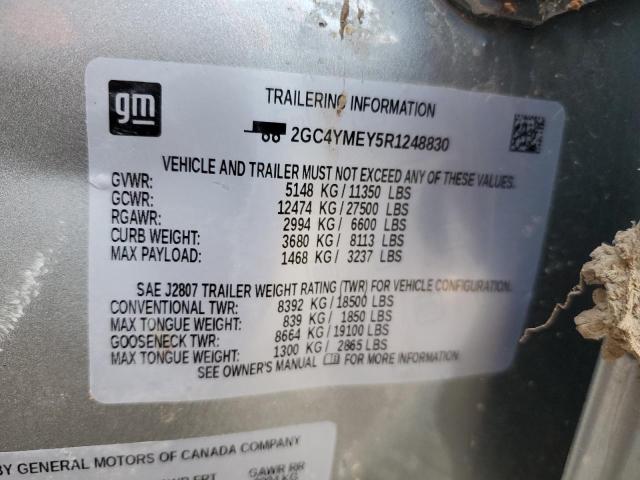 gm
TRAILERING INFORMATION
2GC4YMEY5R1248830
VEHICLE AND TRAILER MUST NOT EXCEED ANY OF THESE VALUES.
GVWR: 5148 KG / 11350 LBS
GCWR: 12474 KG / 27500 LBS
RGAWR: 2994 KG / 6600 LBS
CURB WEIGHT: 3680 KG / 8113 LBS
MAX PAYLOAD: 1468 KG / 3237 LBS
SAE J2807 TRAILER WEIGHT RATING (TWR) FOR VEHICLE CONFIGURATION.
CONVENTIONAL TWR: 8392 KG / 18500 LBS
MAX TONGUE WEIGHT: 839 KG / 1850 LBS
GOOSENECK TWR: 8664 KG / 19100 LBS
MAX TONGUE WEIGHT: 1300 KG / 2865 LBS
SEE OWNER'S MANUAL FOR MORE INFORMATION.
BY GENERAL MOTORS OF CANADA COMPANY
FRT GAWR RR